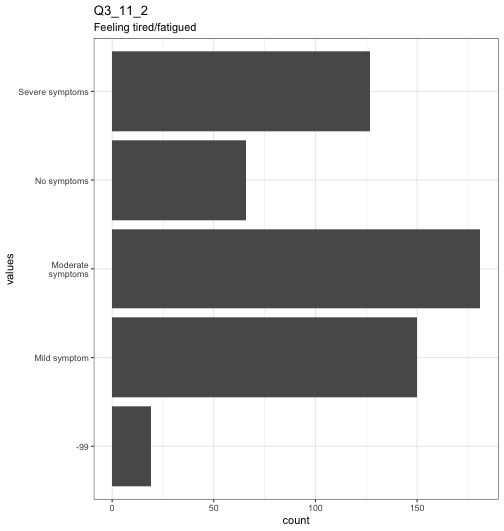 Q3_11_2
Feeling tired/fatigued
Severe symptoms
No symptoms
Moderate
symptoms
Mild symptom
-99
values
0
50
100
150
count